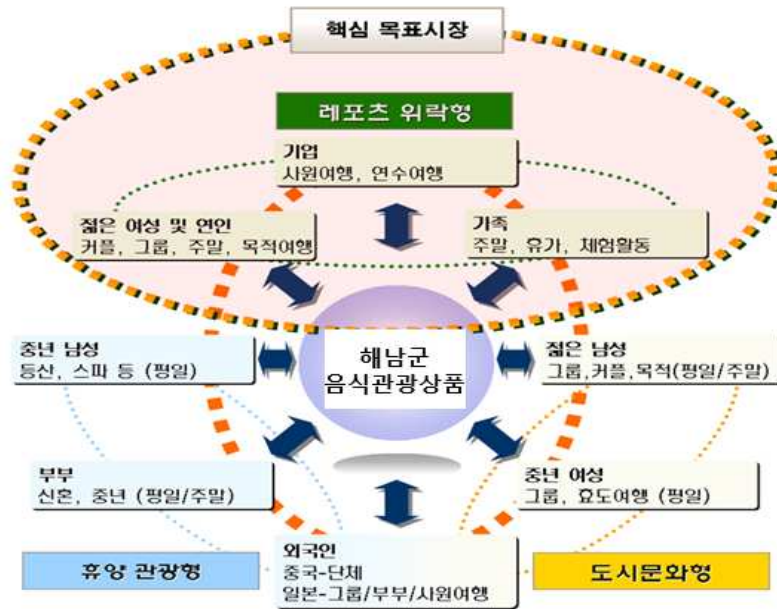 핵심 목표시장
레포츠 위락형
기업
사원여행, 연수여행
젊은 여성 및 연인
커플, 그룹, 주말, 목적여행
가족
주말, 휴가, 체험활동
중년 남성
등산, 스파 등 (평일)
해남군
음식관광상품
젊은 남성
그룹,커플,목적(평일/주말)
부부
신혼, 중년 (평일/주말)
중년 여성
그룹, 효도여행 (평일)
외국인
중국-단체
일본-그룹/부부/사원여행
휴양 관광형
도시문화형